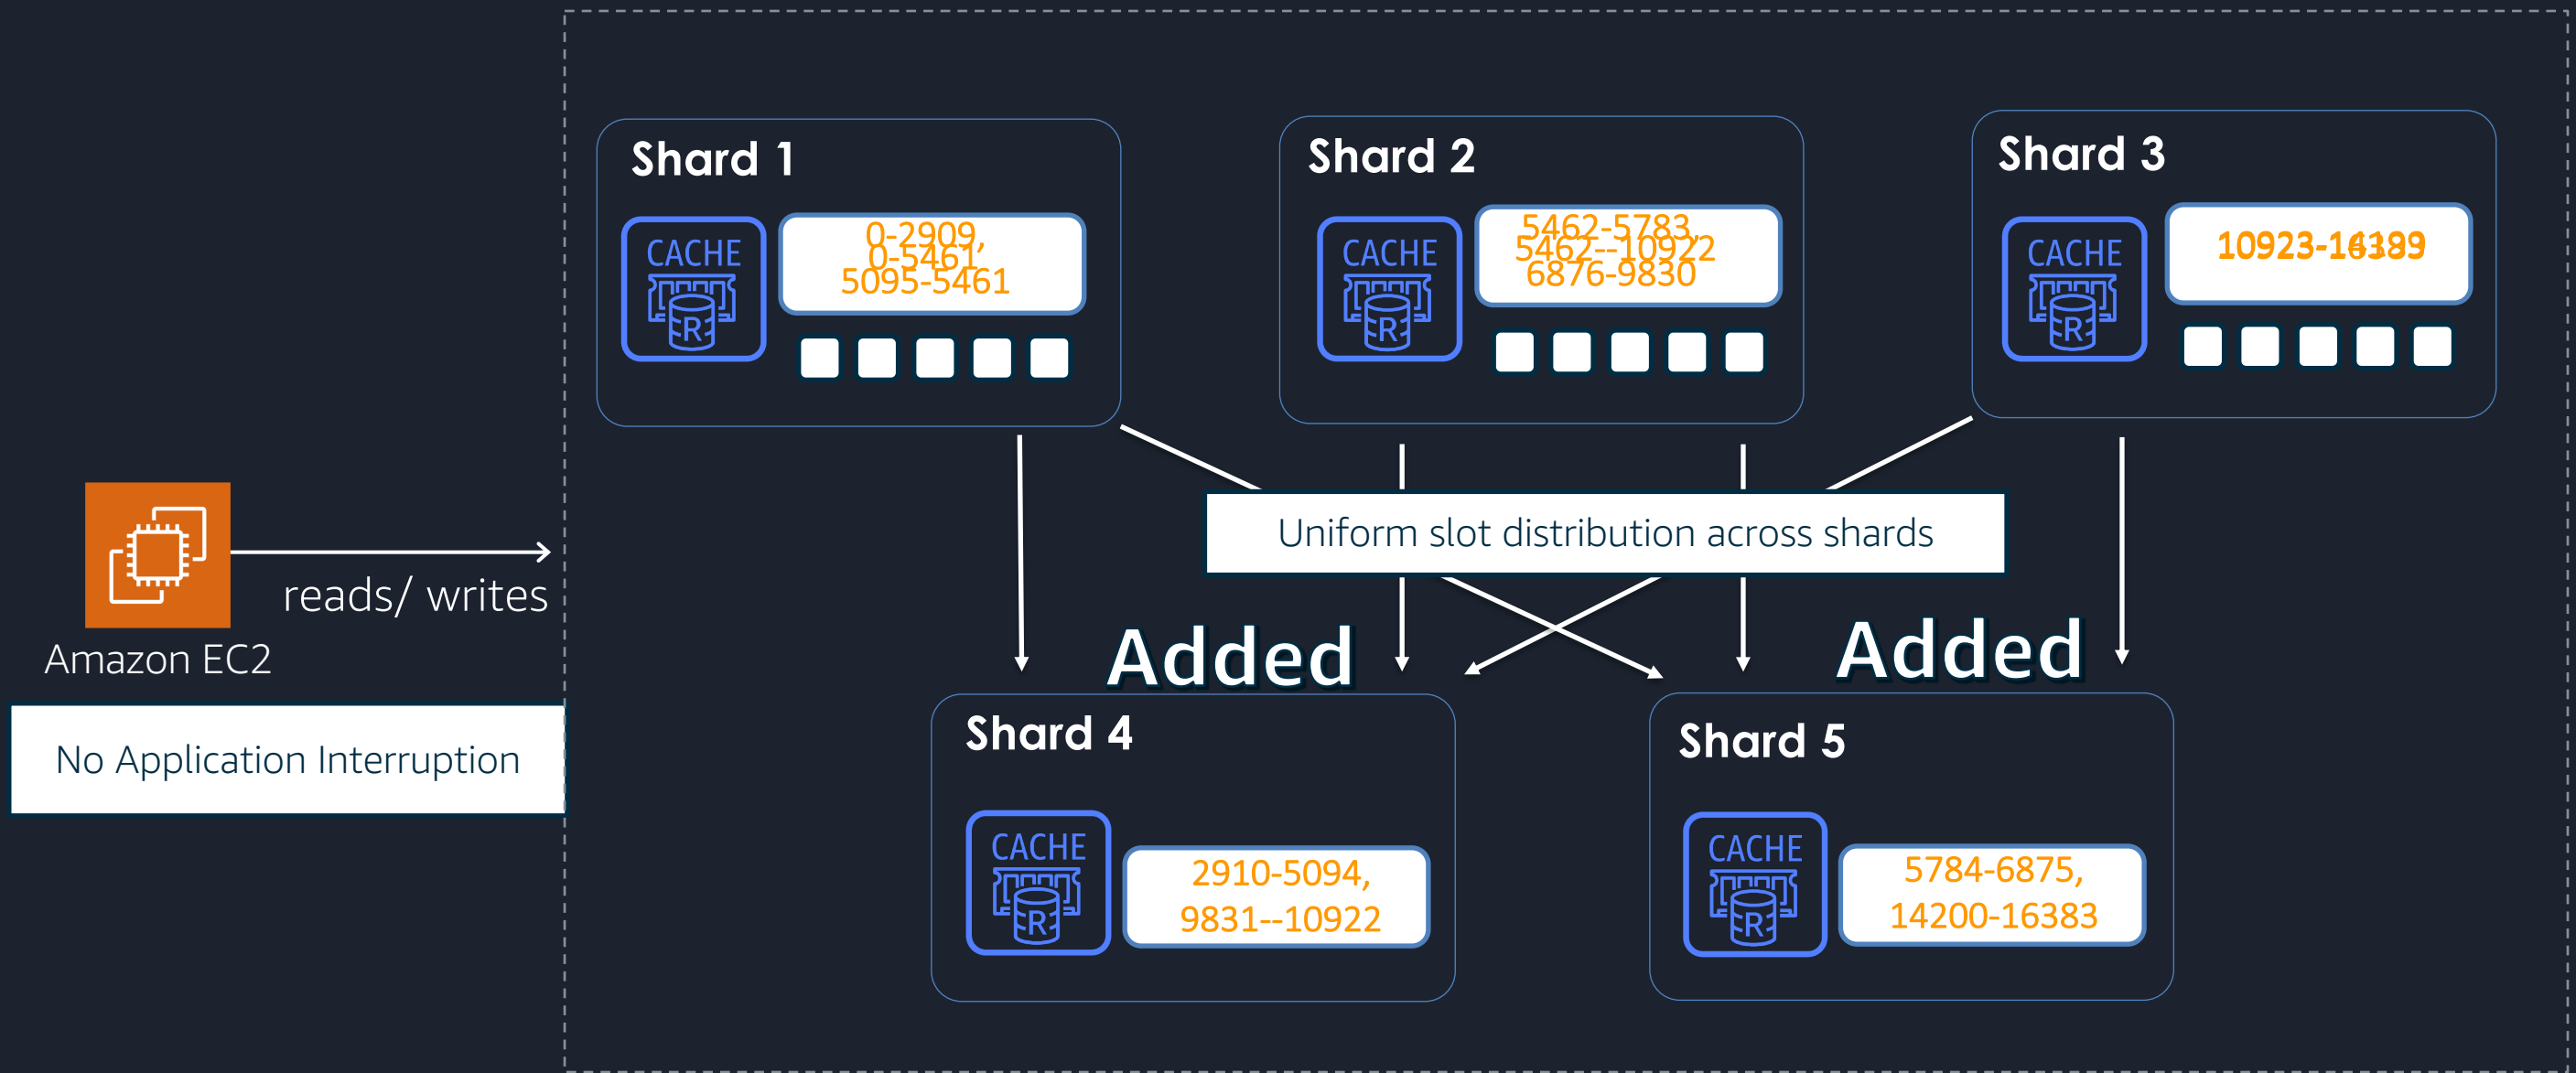 Shard 1
CACHE
R
0-2909,
0-5461
5095-5461
Shard 2
CACHE
R
5462-5783,
5462--10922
6876-9830
Shard 3
CACHE
R
Uniform slot distribution across shards
reads/ writes
Amazon EC2
No Application Interruption
Added
Added
Shard 4
CACHE
R
2910-5094,
9831--10922
Shard 5
CACHE
R
5784-6875,
14200-16383